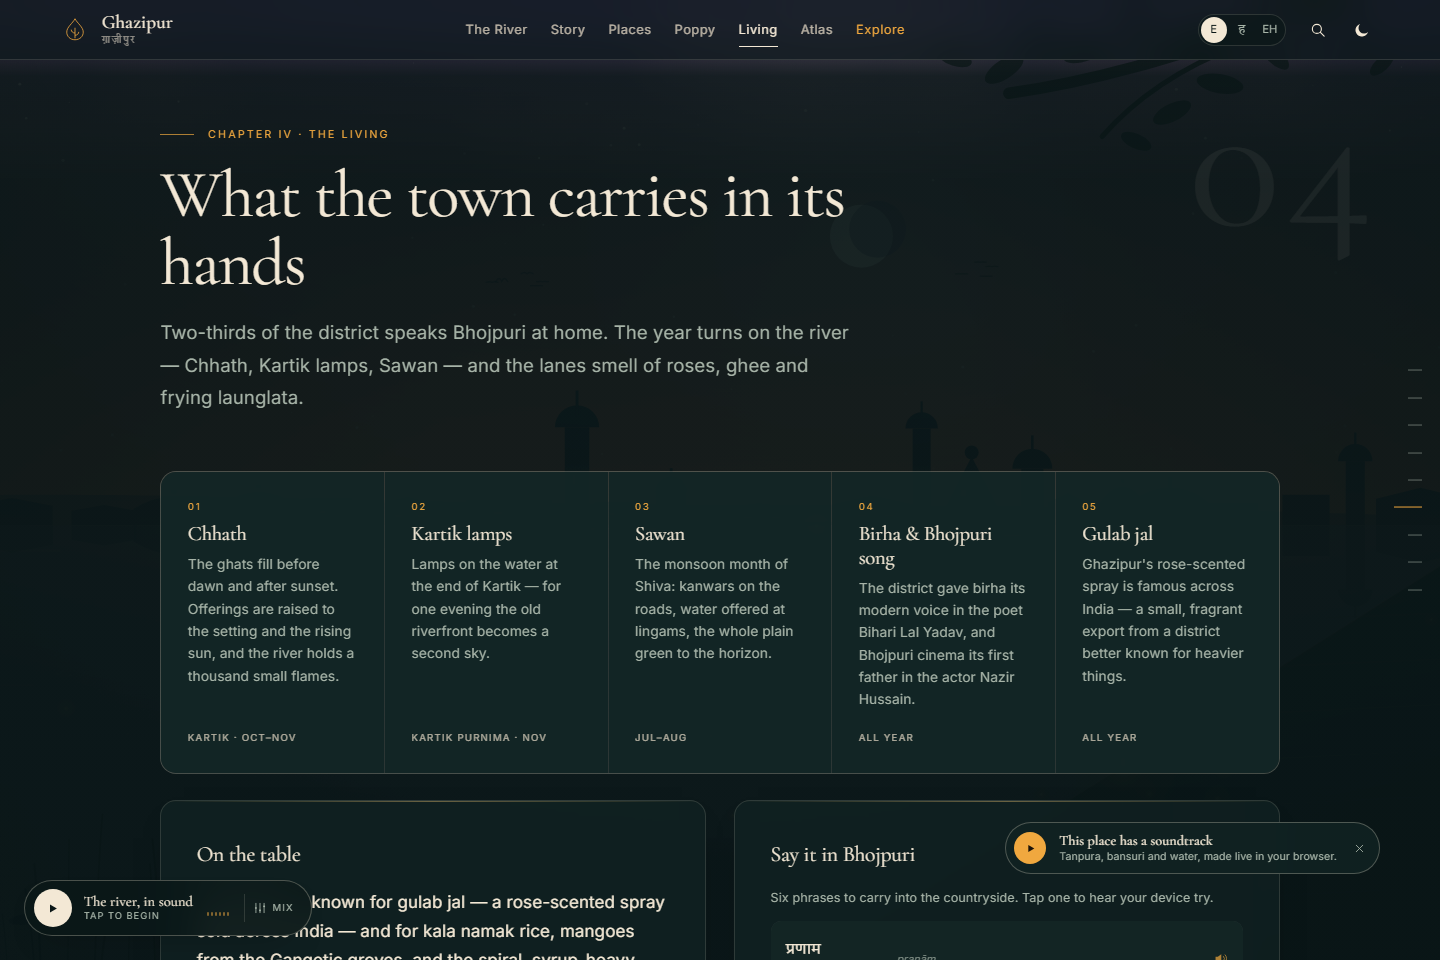 Ghazipur
ग़ाज़ीपुर
The River
Story
Places
Poppy
Living
Atlas
Explore
E
ह
EH
CHAPTER IV · THE LIVING
04
What the town carries in its
hands
Two-thirds of the district speaks Bhojpuri at home. The year turns on the river
— Chhath, Kartik lamps, Sawan — and the lanes smell of roses, ghee and
frying launglata.
01
Chhath
The ghats fill before
dawn and after sunset.
Offerings are raised to
the setting and the rising
sun, and the river holds a
thousand small flames.
KARTIK · OCT–NOV
02
Kartik lamps
Lamps on the water at
the end of Kartik — for
one evening the old
riverfront becomes a
second sky.
KARTIK PURNIMA · NOV
03
Sawan
The monsoon month of
Shiva: kanwars on the
roads, water offered at
lingams, the whole plain
green to the horizon.
JUL–AUG
04
Birha & Bhojpuri
song
The district gave birha its
modern voice in the poet
Bihari Lal Yadav, and
Bhojpuri cinema its first
father in the actor Nazir
Hussain.
ALL YEAR
05
Gulab jal
Ghazipur's rose-scented
spray is famous across
India — a small, fragrant
export from a district
better known for heavier
things.
ALL YEAR
On the table
known for gulab jal — a rose-scented spray
India — and for kala namak rice, mangoes
from the Gangetic groves, and the spiral, syrup-heavy
Say it in Bhojpuri
Six phrases to carry into the countryside. Tap one to hear your device try.
प्रणाम
pranām
This place has a soundtrack
Tanpura, bansuri and water, made live in your browser.
The river, in sound
TAP TO BEGIN
MIX